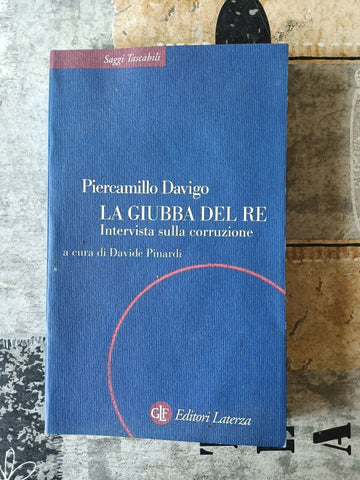 Saggi Tascabili
Piercamillo Davigo
LA GIUBBA DEL RE
Intervista sulla corruzione
a cura di Davide Pinardi
GLF Editori Laterza